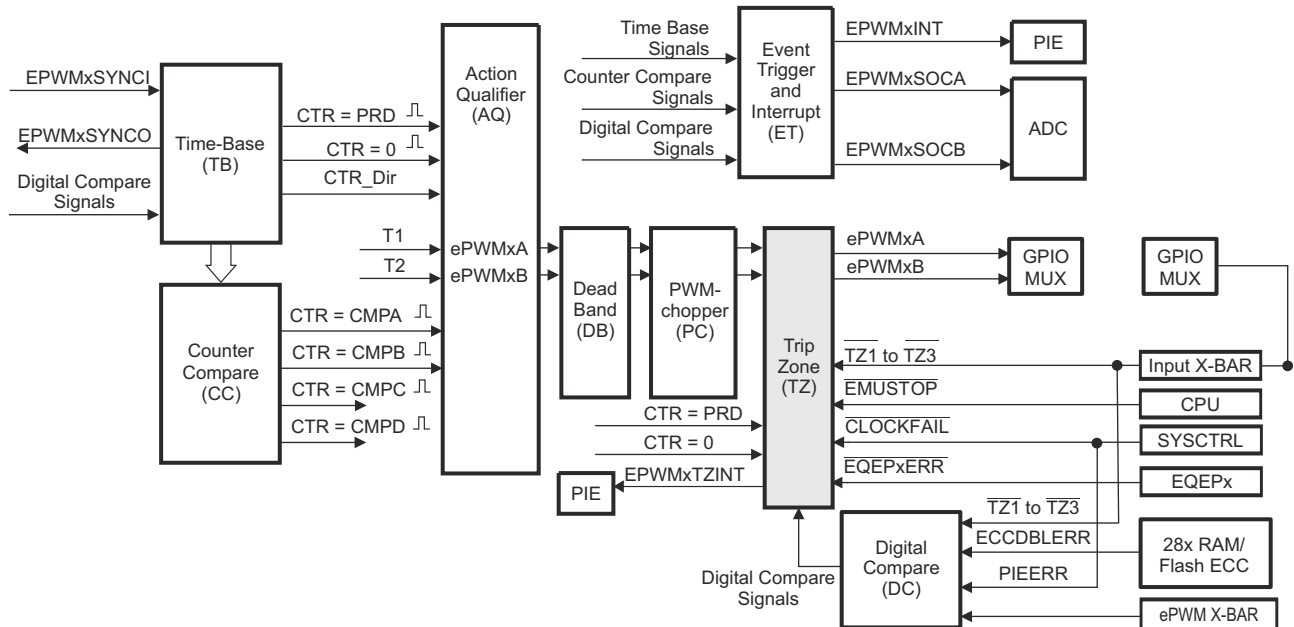 EPWMxSYNCI
EPWMxSYNCO
Digital Compare
Signals
Time-Base
(TB)
CTR = PRD
CTR = 0
CTR_Dir
T1
T2
Action
Qualifier
(AQ)
ePWMxA
ePWMxB
Counter
Compare
(CC)
CTR = CMPA
CTR = CMPB
CTR = CMPC
CTR = CMPD
Time Base
Signals
Counter Compare
Signals
Digital Compare
Signals
Event
Trigger
and
Interrupt
(ET)
EPWMxINT
EPWMxSOCA
EPWMxSOCB
PIE
ADC
Dead
Band
(DB)
PWM-
chopper
(PC)
Trip
Zone
(TZ)
ePWMxA
ePWMxB
GPIO
MUX
GPIO
MUX
TZ1 to TZ3
Input X-BAR
EMUSTOP
CPU
CLOCKFAIL
SYSCTRL
EQEPxERR
EQEPx
CTR = PRD
CTR = 0
EPWMxTZINT
PIE
Digital Compare
Signals
Digital
Compare
(DC)
TZ1 to TZ3
ECCDBLERR
28x RAM/
Flash ECC
PIEERR
ePWM X-BAR